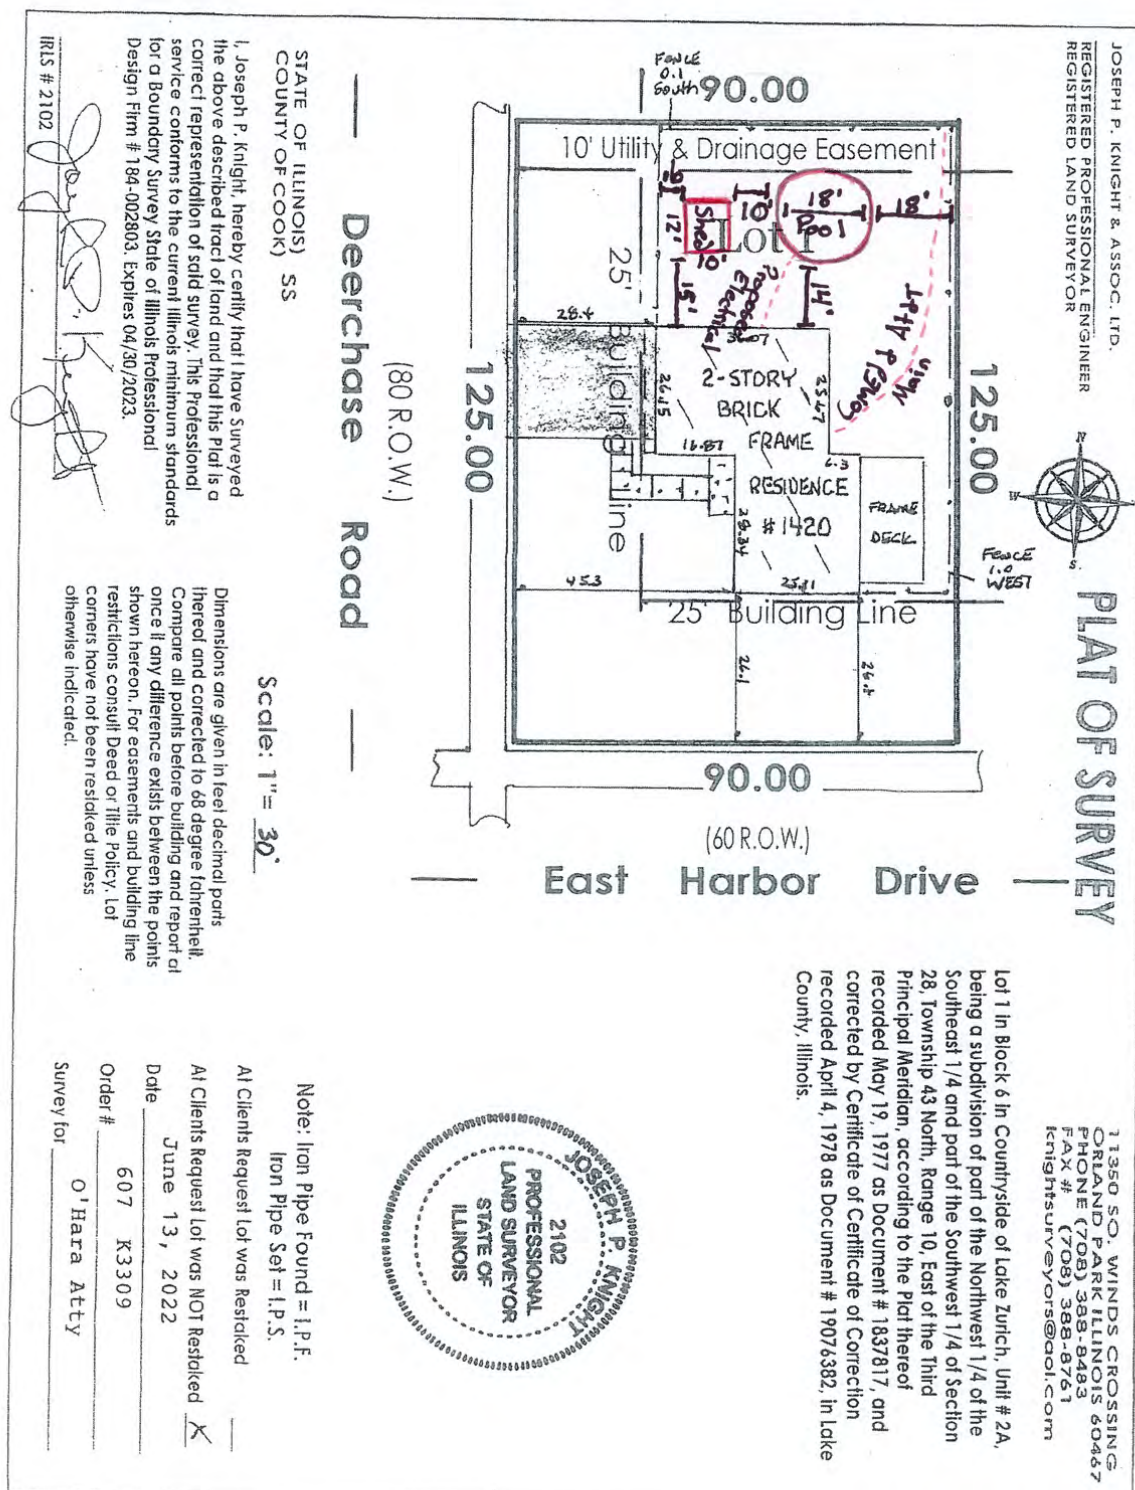 JOSEPH P. KNIGHT & ASSOC. LTD.
REGISTERED PROFESSIONAL ENGINEER
REGISTERED LAND SURVEYOR
PLAT OF SURVEY
11350 SO. WINDS CROSSING
ORLAND PARK ILLINOIS 60467
PHONE (708) 388-8483
FAX # (708) 388-8761
knightsurveyors@aol.com
N
W
S.
Lot 1 in Block 6 in Countryside of Lake Zurich, Unit # 2A,
being a subdivision of part of the Northwest 1/4 of the
Southeast 1/4 and part of the Southwest 1/4 of Section
28, Township 43 North, Range 10, East of the Third
Principal Meridian, according to the Plat thereof
recorded May 19, 1977 as Document # 1837817, and
corrected by Certificate of Certificate of Correction
recorded April 4, 1978 as Document # 19076382, in Lake
County, Illinois.
FENCE
0.1
South
90.00
10' Utility & Drainage Easement
9'
18'
Pool
18'
10'
Lot 1
Shed
12'
10'
15'
14'
Proposed
Electrical
Main
ComEd
25'
Building Line
28.4
36.07
25.67
26.15
16.87
6.3
28.34
25.11
45.3
26.1
26.2
2-STORY
BRICK
FRAME
RESIDENCE
#1420
FRAME
DECK
FENCE
1.0
WEST
25' Building Line
125.00
125.00
90.00
(60 R.O.W.)
East Harbor Drive
(80 R.O.W.)
Deerchase Road
STATE OF ILLINOIS) SS
COUNTY OF COOK)
I, Joseph P. Knight, hereby certify that I have Surveyed
the above described tract of land and that this Plat is a
correct representation of said survey. This Professional
service conforms to the current Illinois minimum standards
for a Boundary Survey State of Illinois Professional
Design Firm # 184-002803. Expires 04/30/2023.
IRLS # 2102
Scale: 1"= 30'
Dimensions are given in feet decimal parts
thereof and corrected to 68 degree fahrenheit.
Compare all points before building and report at
once if any difference exists between the points
shown hereon. For easements and building line
restrictions consult Deed or Title Policy. Lot
corners have not been restaked unless
otherwise indicated.
JOSEPH P. KNIGHT
2102
PROFESSIONAL
LAND SURVEYOR
STATE OF
ILLINOIS
Note: Iron Pipe Found = I.P.F.
Iron Pipe Set = I.P.S.
At Clients Request Lot was Restaked
At Clients Request Lot was NOT Restaked X
Date June 13, 2022
Order # 607 K3309
Survey for O'Hara Atty